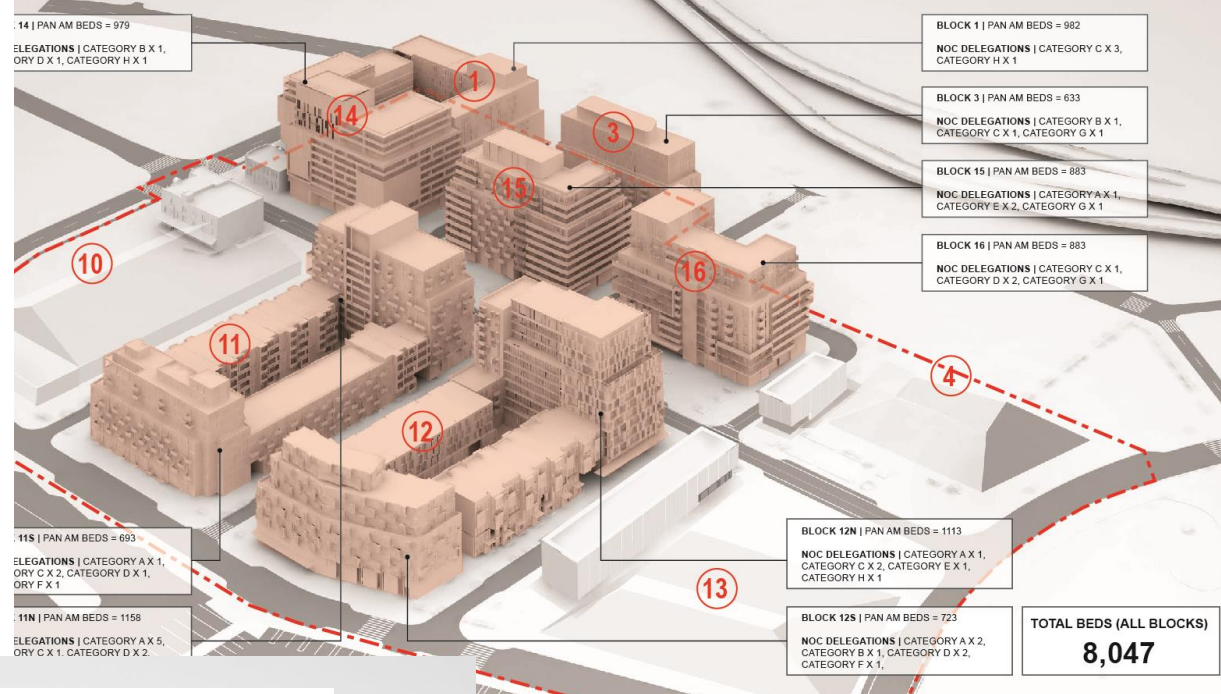 14 | PAN AM BEDS = 979
ELEGATIONS | CATEGORY B X 1,
ORY D X 1, CATEGORY H X 1
BLOCK 1 | PAN AM BEDS = 982
NOC DELEGATIONS | CATEGORY C X 3,
CATEGORY H X 1
BLOCK 3 | PAN AM BEDS = 633
NOC DELEGATIONS | CATEGORY B X 1,
CATEGORY C X 1, CATEGORY G X 1
BLOCK 15 | PAN AM BEDS = 883
NOC DELEGATIONS | CATEGORY A X 1,
CATEGORY E X 2, CATEGORY G X 1
BLOCK 16 | PAN AM BEDS = 883
NOC DELEGATIONS | CATEGORY C X 1,
CATEGORY D X 2, CATEGORY G X 1
1
14
3
15
10
16
11
4
12
13
11S | PAN AM BEDS = 693
ELEGATIONS | CATEGORY A X 1,
ORY C X 2, CATEGORY D X 1,
ORY F X 1
11N | PAN AM BEDS = 1158
ELEGATIONS | CATEGORY A X 5,
ORY C X 1, CATEGORY D X 2,
BLOCK 12N | PAN AM BEDS = 1113
NOC DELEGATIONS | CATEGORY A X 1,
CATEGORY C X 2, CATEGORY E X 1,
CATEGORY H X 1
BLOCK 12S | PAN AM BEDS = 723
NOC DELEGATIONS | CATEGORY A X 2,
CATEGORY B X 1, CATEGORY D X 2,
CATEGORY F X 1,
TOTAL BEDS (ALL BLOCKS)
8,047